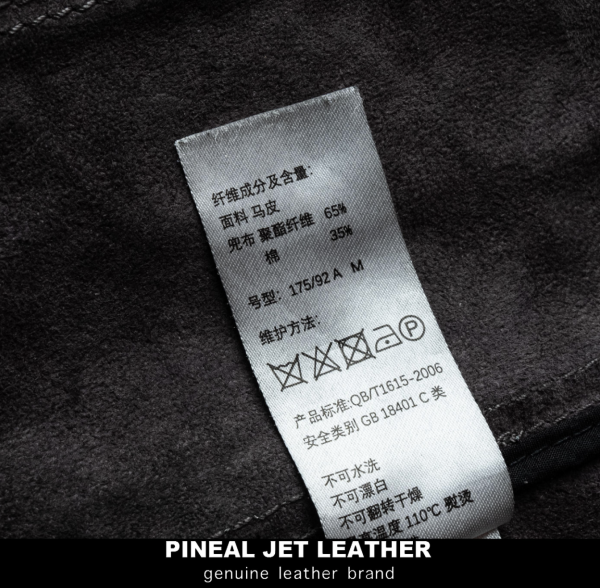 纤维成分及含量:
面料 马皮
兜布 聚酯纤维 65%
棉 35%
号型: 175/92 A M
维护方法:
P
产品标准:QB/T1615-2006
安全类别 GB 18401 C 类
不可水洗
不可漂白
不可翻转干燥
温度 110℃ 熨烫
PINEAL JET LEATHER
genuine leather brand